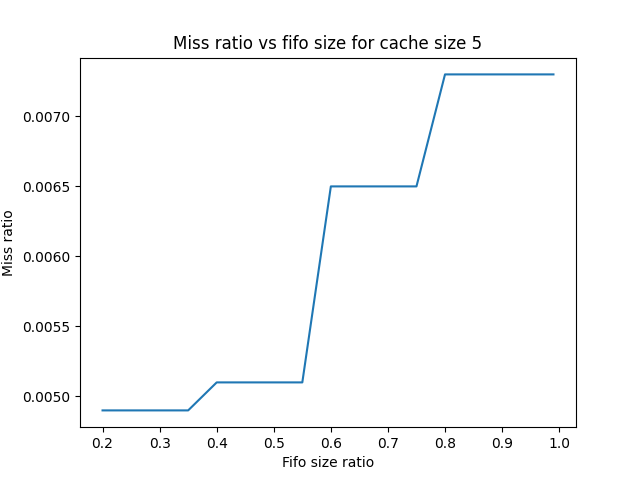 Miss ratio vs fifo size for cache size 5
Miss ratio
0.0070
0.0065
0.0060
0.0055
0.0050
0.2 0.3 0.4 0.5 0.6 0.7 0.8 0.9 1.0
Fifo size ratio